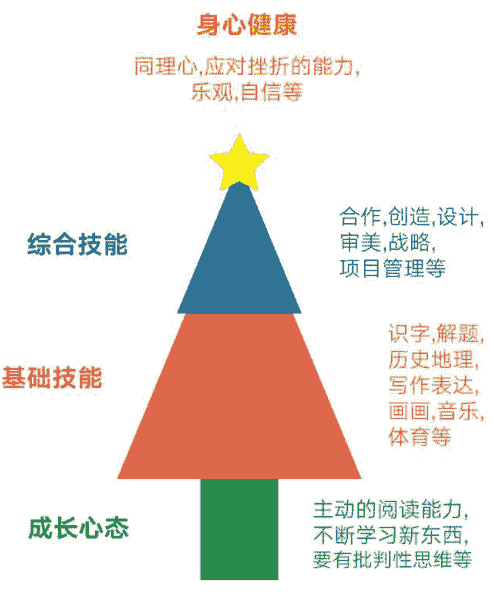 身心健康
同理心,应对挫折的能力,
乐观,自信等
综合技能
合作,创造,设计,
审美,战略,
项目管理等
基础技能
识字,解题,
历史地理,
写作表达,
画画,音乐,
体育等
成长心态
主动的阅读能力,
不断学习新东西,
要有批判性思维等